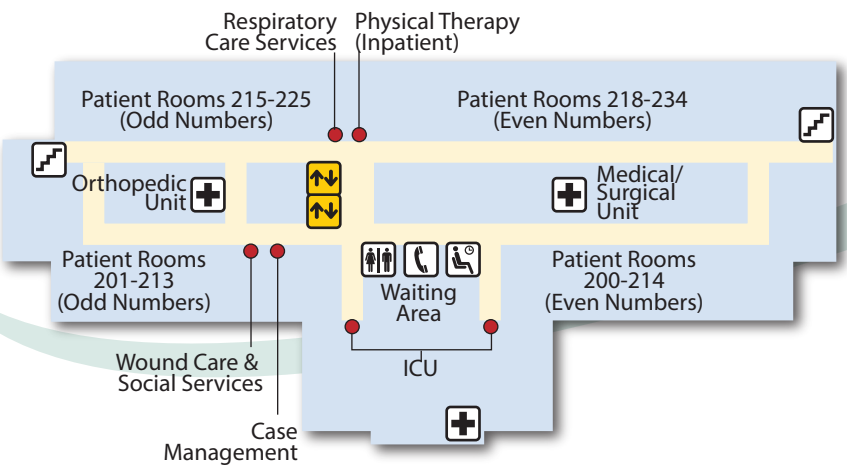 Respiratory
Care Services
Physical Therapy
(Inpatient)
Patient Rooms 215-225
(Odd Numbers)
Patient Rooms 218-234
(Even Numbers)
Orthopedic
Unit
Medical/
Surgical
Unit
Patient Rooms
201-213
(Odd Numbers)
Waiting
Area
Patient Rooms
200-214
(Even Numbers)
Wound Care &
Social Services
ICU
Case
Management